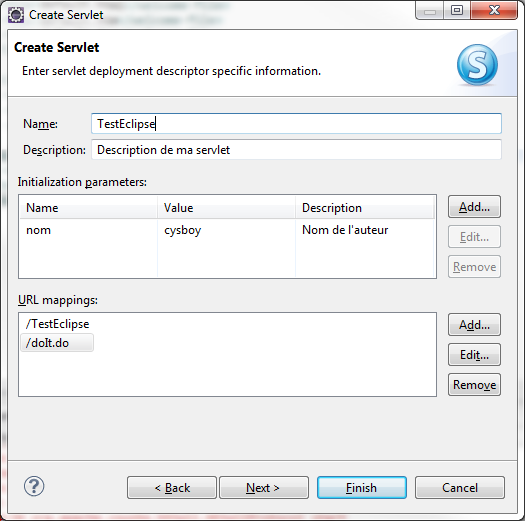 Create Servlet
Create Servlet
Enter servlet deployment descriptor specific information.
S
Name: TestEclipse
Description: Description de ma servlet
Initialization parameters:
Name Value Description
nom cysboy Nom de l'auteur
Add...
Edit...
Remove
URL mappings:
/TestEclipse
/doIt.do
Add...
Edit...
Remove
? < Back Next > Finish Cancel